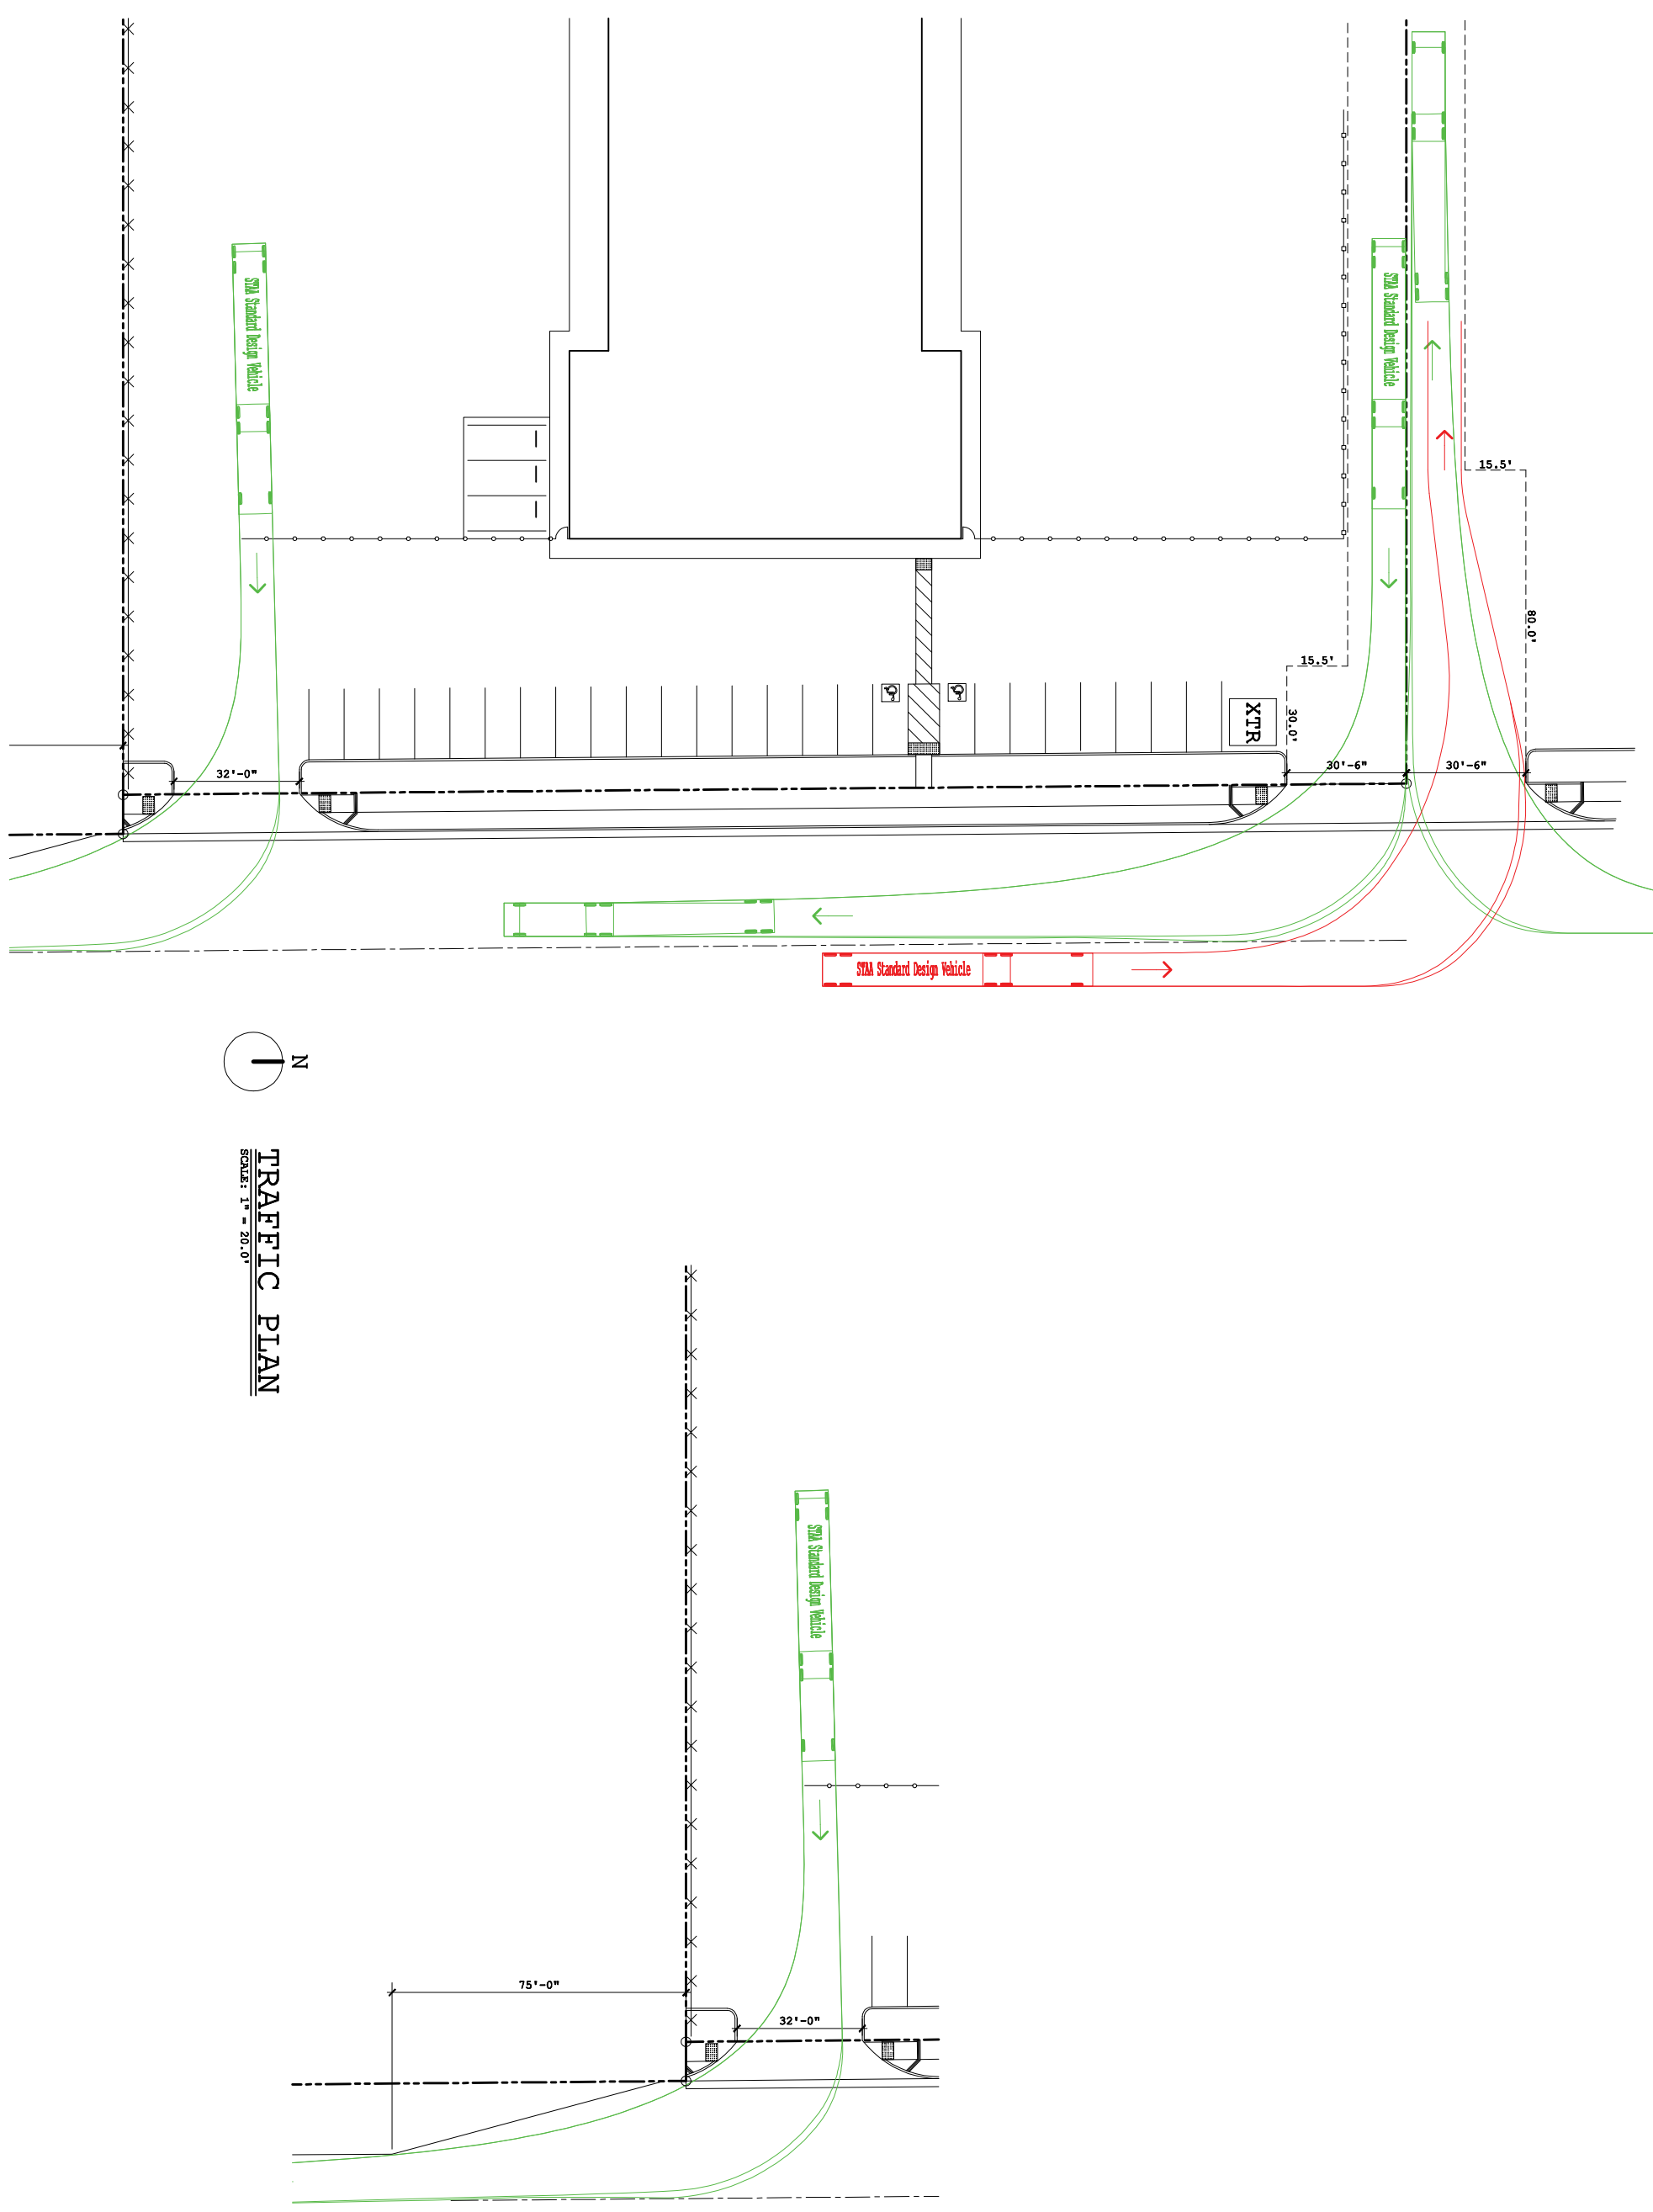 STAA Standard Design Vehicle
STAA Standard Design Vehicle
15.5'
80.0'
15.5'
30.0'
XTR
32'-0"
30'-6"
30'-6"
STAA Standard Design Vehicle
N
TRAFFIC PLAN
SCALE: 1" = 20.0'
STAA Standard Design Vehicle
75'-0"
32'-0"